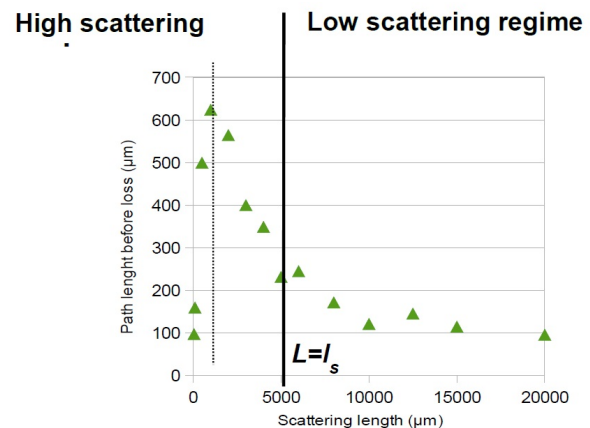 High scattering
Low scattering regime
700
600
500
400
300
200
100
0
Path lenght before loss (µm)
L=ls
0 5000 10000 15000 20000
Scattering length (µm)